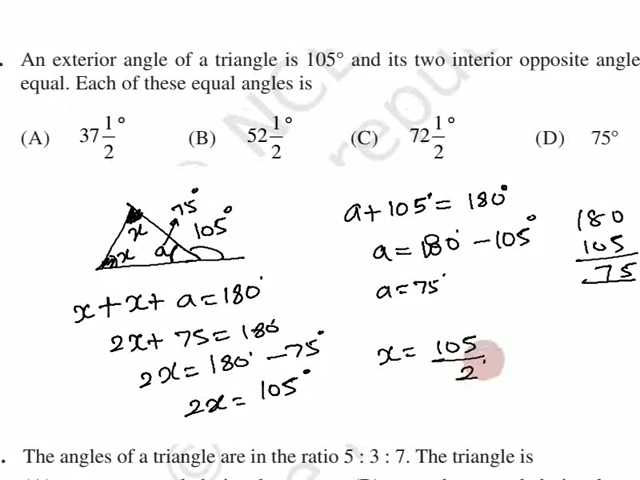 . An exterior angle of a triangle is 105° and its two interior opposite angle
equal. Each of these equal angles is
(A) 37 1/2° (B) 52 1/2° (C) 72 1/2° (D) 75°
75°
105°
x
x
a
x + x + a = 180°
2x + 75 = 180
2x = 180° - 75°
2x = 105°
a + 105° = 180°
a = 180° - 105°
a = 75°
x = 105/2
180
105
75
. The angles of a triangle are in the ratio 5 : 3 : 7. The triangle is